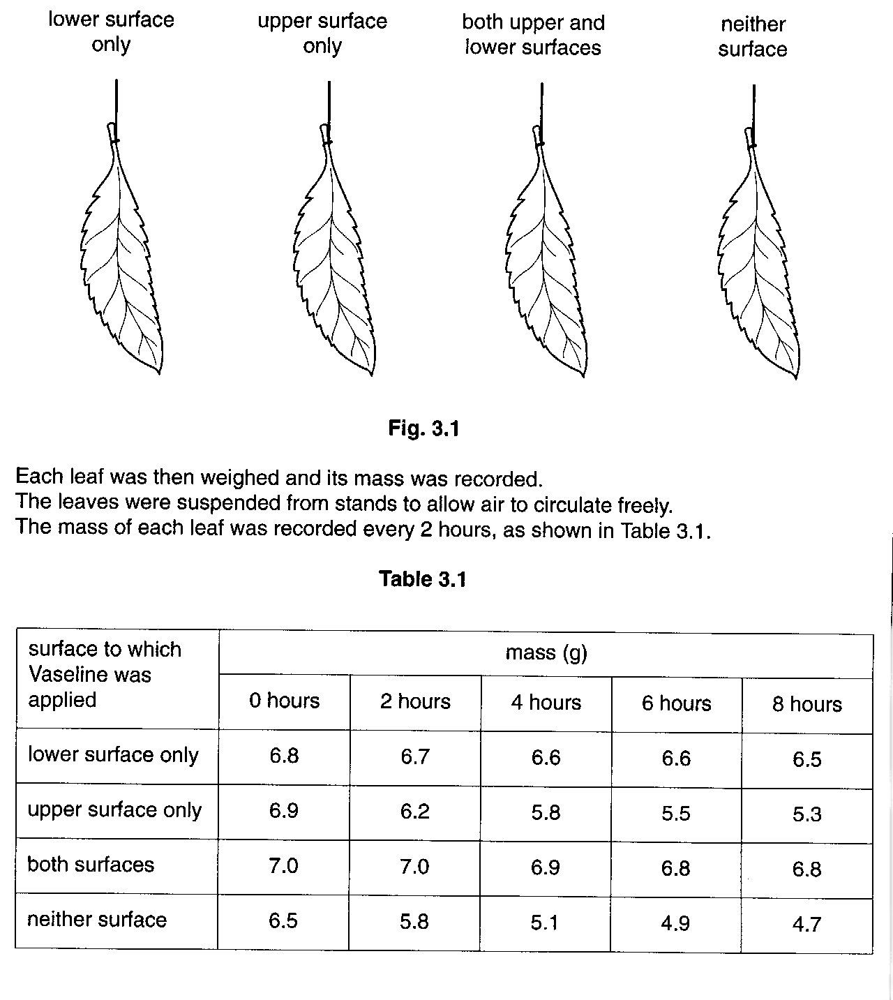 lower surface only
upper surface only
both upper and lower surfaces
neither surface
Fig. 3.1
Each leaf was then weighed and its mass was recorded.
The leaves were suspended from stands to allow air to circulate freely.
The mass of each leaf was recorded every 2 hours, as shown in Table 3.1.
Table 3.1
surface to which Vaseline was applied
mass (g)
0 hours 2 hours 4 hours 6 hours 8 hours
lower surface only 6.8 6.7 6.6 6.6 6.5
upper surface only 6.9 6.2 5.8 5.5 5.3
both surfaces 7.0 7.0 6.9 6.8 6.8
neither surface 6.5 5.8 5.1 4.9 4.7